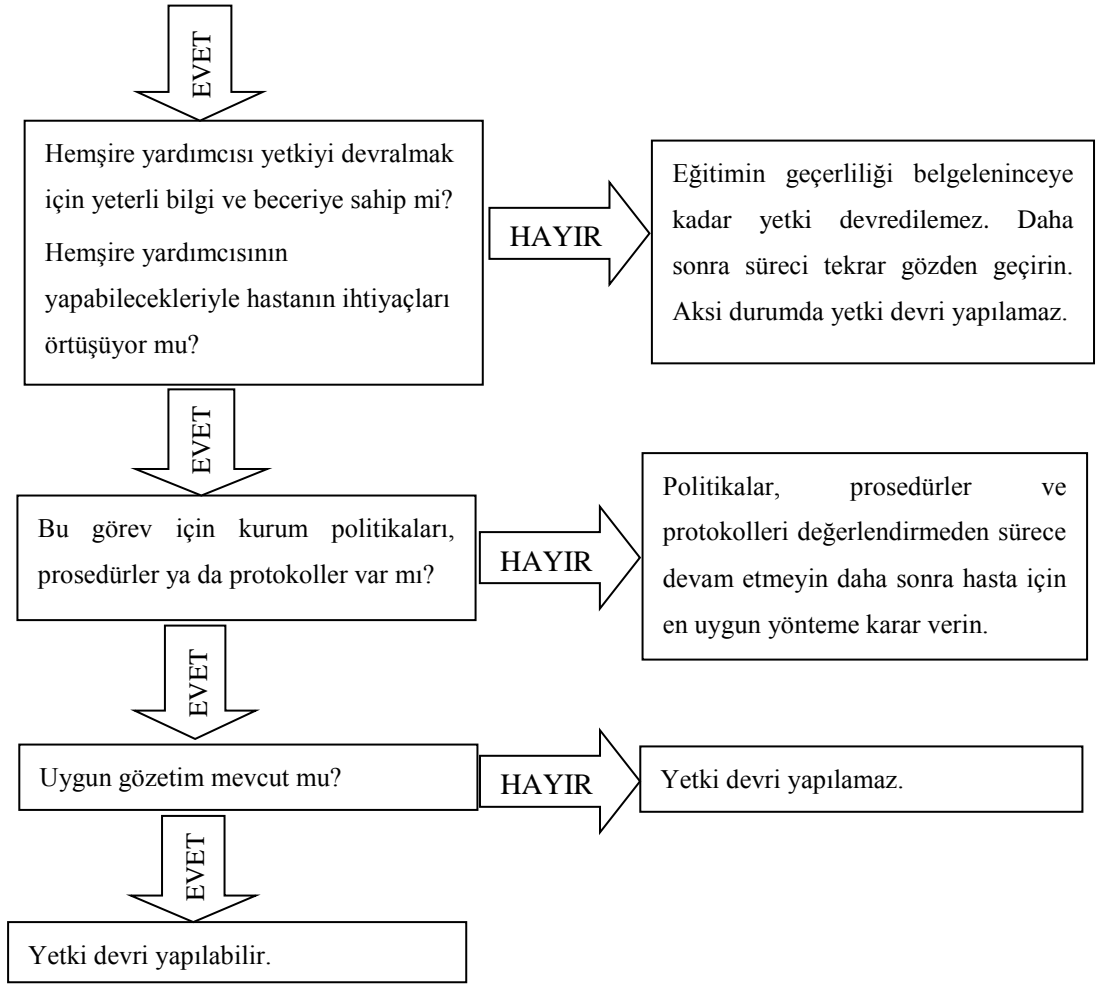 EVET
Hemşire yardımcısı yetkiyi devralmak
için yeterli bilgi ve beceriye sahip mi?
Hemşire yardımcısının
yapabilecekleriyle hastanın ihtiyaçları
örtüşüyor mu?
HAYIR
Eğitimin geçerliliği belgeleninceye
kadar yetki devredilemez. Daha
sonra süreci tekrar gözden geçirin.
Aksi durumda yetki devri yapılamaz.
EVET
Bu görev için kurum politikaları,
prosedürler ya da protokoller var mı?
HAYIR
Politikalar, prosedürler ve
protokolleri değerlendirmeden sürece
devam etmeyin daha sonra hasta için
en uygun yönteme karar verin.
EVET
Uygun gözetim mevcut mu?
HAYIR
Yetki devri yapılamaz.
EVET
Yetki devri yapılabilir.